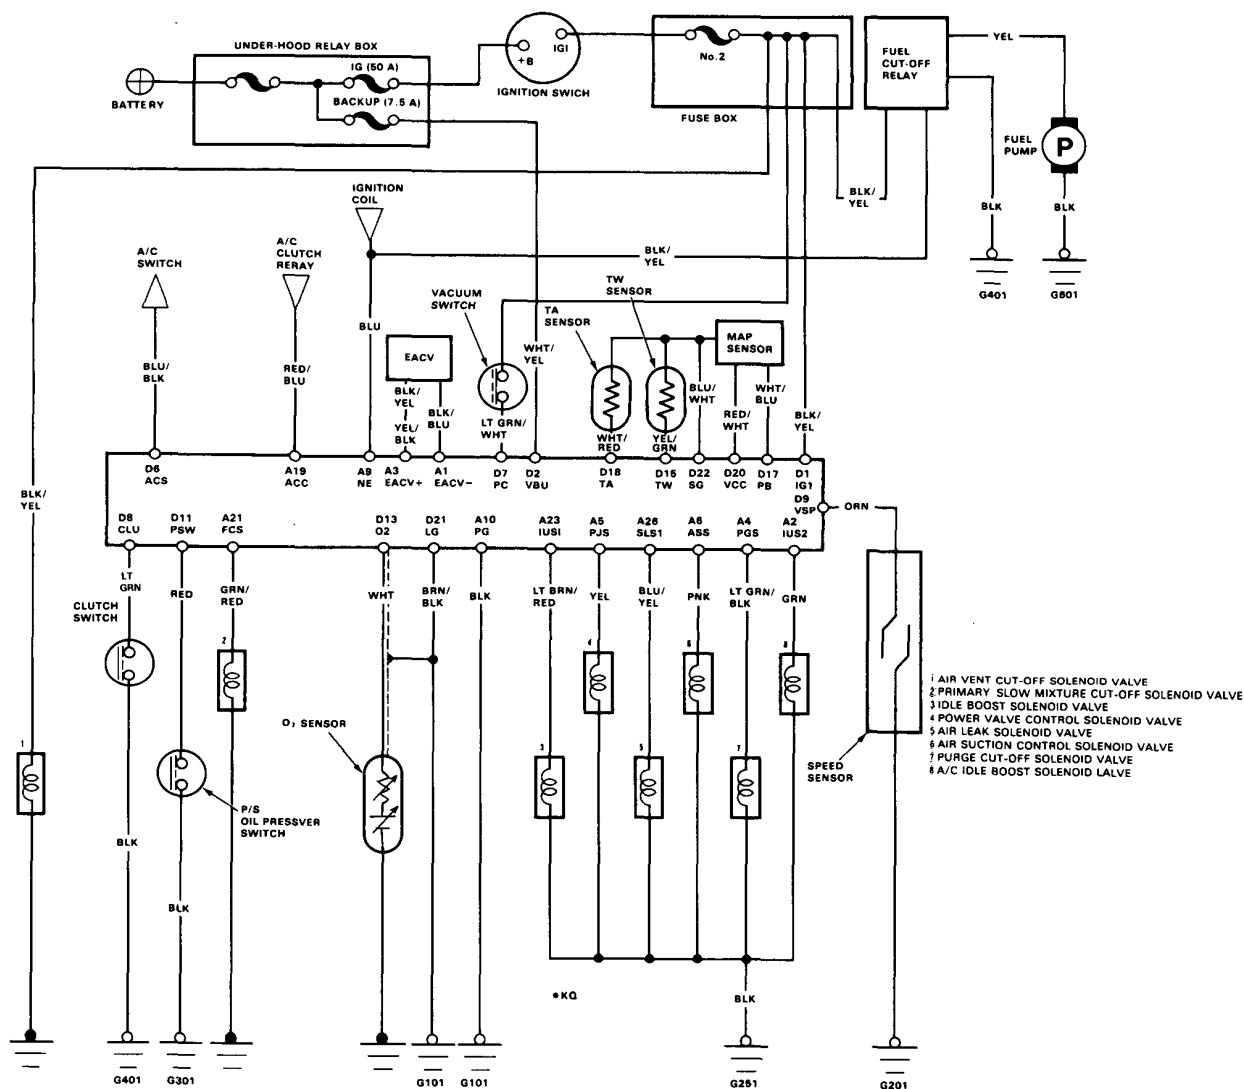 UNDER-HOOD RELAY BOX
IG (50 A)
BACKUP (7.5 A)
BATTERY
+B
IGI
IGNITION SWICH
No.2
FUSE BOX
FUEL
CUT-OFF
RELAY
YEL
FUEL
PUMP
P
BLK/
YEL
BLK
BLK
G401
G601
IGNITION
COIL
BLK/
YEL
A/C
SWITCH
A/C
CLUTCH
RERAY
VACUUM
SWITCH
TW
SENSOR
TA
SENSOR
MAP
SENSOR
EACV
BLU
WHT/
YEL
BLU/
BLK
RED/
BLU
BLK/
YEL
YEL/
BLK
BLK/
BLU
LT GRN/
WHT
WHT/
RED
YEL/
GRN
BLU/
WHT
RED/
WHT
WHT/
BLU
BLK/
YEL
D6
ACS
A19
ACC
A9
NE
A3
EACV+
A1
EACV–
D7
PC
D2
VBU
D18
TA
D15
TW
D22
SG
D20
VCC
D17
PB
D1
IG1
D9
VSP
ORN
BLK/
YEL
D8
CLU
D11
PSW
A21
FCS
D13
O2
D21
LG
A10
PG
A23
IUSI
A5
PJS
A26
SLS1
A6
ASS
A4
PGS
A2
IUS2
LT
GRN
RED
GRN/
RED
WHT
BRN/
BLK
BLK
LT BRN/
RED
YEL
BLU/
YEL
PNK
LT GRN/
BLK
GRN
CLUTCH
SWITCH
2
4
6
8
O₂ SENSOR
1
3
5
7
P/S
OIL PRESSVER
SWITCH
SPEED
SENSOR
1 AIR VENT CUT-OFF SOLENOID VALVE
2 PRIMARY SLOW MIXTURE CUT-OFF SOLENOID VALVE
3 IDLE BOOST SOLENOID VALVE
4 POWER VALVE CONTROL SOLENOID VALVE
5 AIR LEAK SOLENOID VALVE
6 AIR SUCTION CONTROL SOLENOID VALVE
7 PURGE CUT-OFF SOLENOID VALVE
8 A/C IDLE BOOST SOLENOID LALVE
BLK
BLK
*KQ
BLK
G401
G301
G101
G101
G251
G201